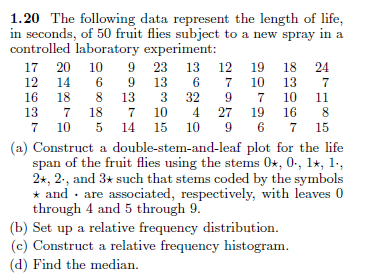 1.20 The following data represent the length of life,
in seconds, of 50 fruit flies subject to a new spray in a
controlled laboratory experiment:
17 20 10 9 23 13 12 19 18 24
12 14 6 9 13 6 7 10 13 7
16 18 8 13 3 32 9 7 10 11
13 7 18 7 10 4 27 19 16 8
7 10 5 14 15 10 9 6 7 15
(a) Construct a double-stem-and-leaf plot for the life
span of the fruit flies using the stems 0⋆, 0·, 1⋆, 1·,
2⋆, 2·, and 3⋆ such that stems coded by the symbols
⋆ and · are associated, respectively, with leaves 0
through 4 and 5 through 9.
(b) Set up a relative frequency distribution.
(c) Construct a relative frequency histogram.
(d) Find the median.